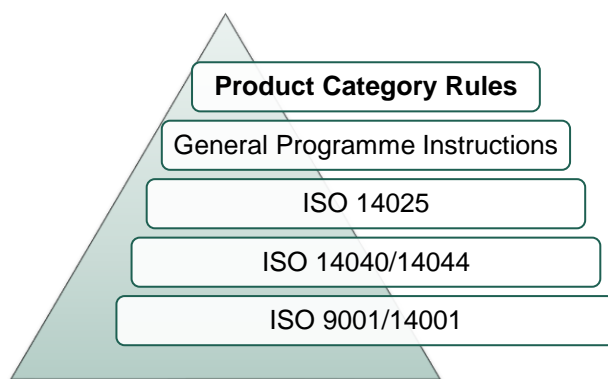 Product Category Rules
General Programme Instructions
ISO 14025
ISO 14040/14044
ISO 9001/14001